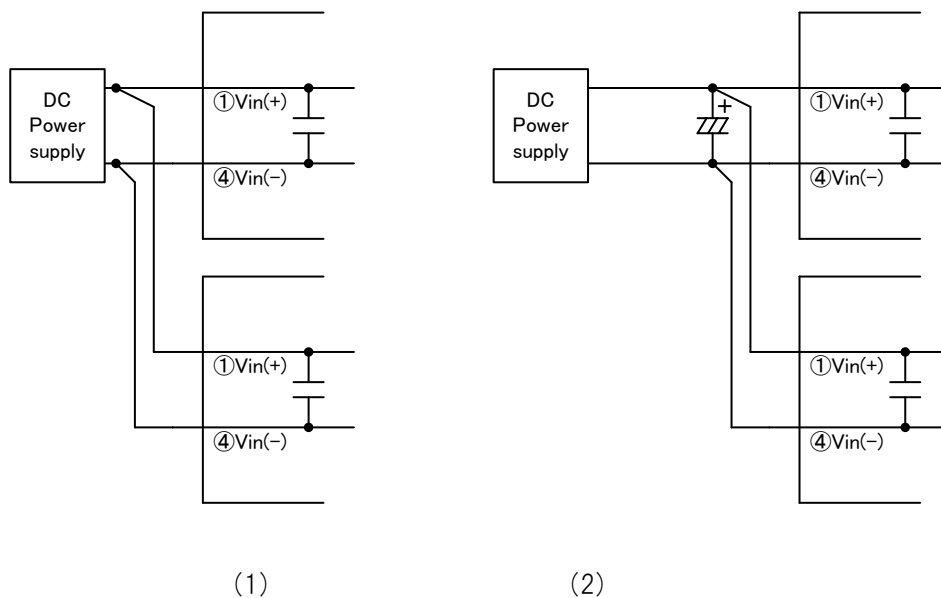 DC
Power
supply
①Vin(+)
④Vin(-)
①Vin(+)
④Vin(-)
(1)
DC
Power
supply
+
①Vin(+)
④Vin(-)
①Vin(+)
④Vin(-)
(2)